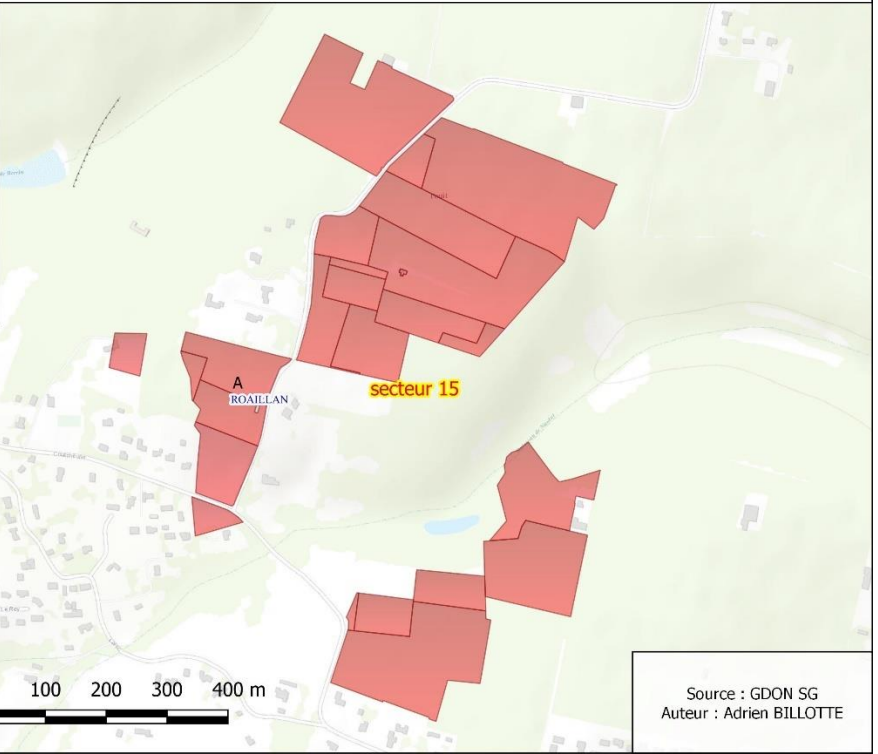 A
ROAILLAN
secteur 15
100 200 300 400 m
Source : GDON SG
Auteur : Adrien BILLOTTE